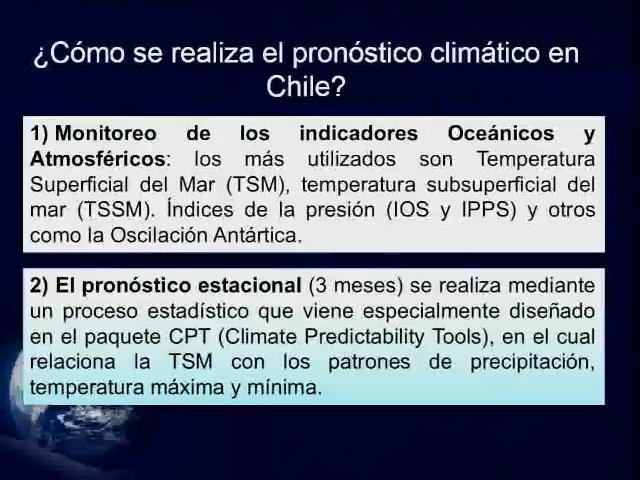 ¿Cómo se realiza el pronóstico climático en
Chile?
1) Monitoreo de los indicadores Oceánicos y
Atmosféricos: los más utilizados son Temperatura
Superficial del Mar (TSM), temperatura subsuperficial del
mar (TSSM). Índices de la presión (IOS y IPPS) y otros
como la Oscilación Antártica.
2) El pronóstico estacional (3 meses) se realiza mediante
un proceso estadístico que viene especialmente diseñado
en el paquete CPT (Climate Predictability Tools), en el cual
relaciona la TSM con los patrones de precipitación,
temperatura máxima y mínima.